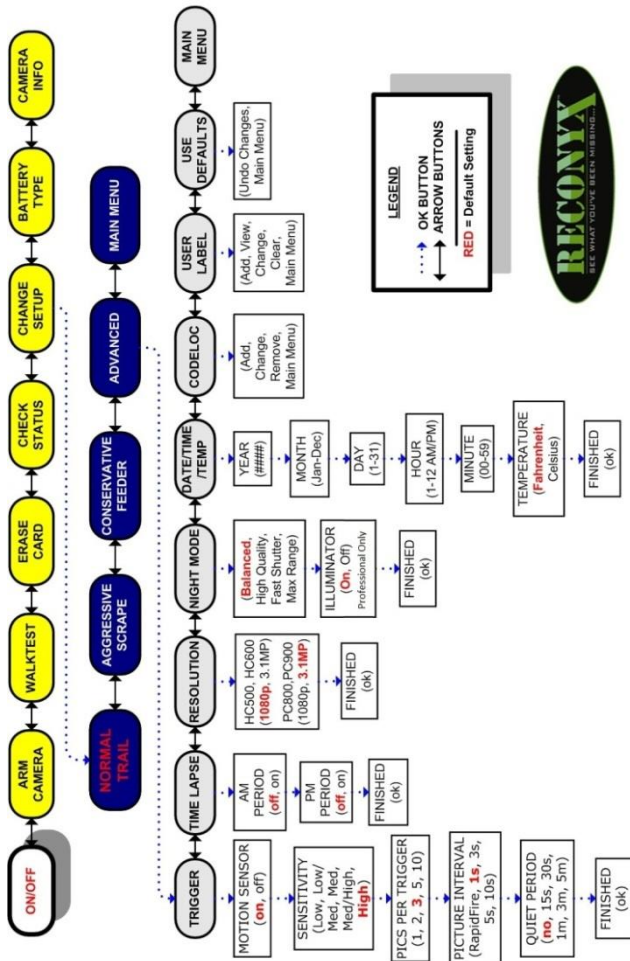 ON/OFF
ARM
CAMERA
WALKTEST
ERASE
CARD
CHECK
STATUS
CHANGE
SETUP
BATTERY
TYPE
CAMERA
INFO
NORMAL
TRAIL
AGGRESSIVE
SCRAPE
CONSERVATIVE
FEEDER
ADVANCED
MAIN MENU
TRIGGER
TIME LAPSE
RESOLUTION
NIGHT MODE
DATE/TIME
/TEMP
CODELOC
USER
LABEL
USE
DEFAULTS
MAIN
MENU
MOTION SENSOR
(on, off)
SENSITIVITY
(Low, Low/
Med, Med,
Med/High,
High)
PICS PER TRIGGER
(1, 2, 3, 5, 10)
PICTURE INTERVAL
(RapidFire, 1s, 3s,
5s, 10s)
QUIET PERIOD
(no, 15s, 30s,
1m, 3m, 5m)
FINISHED
(ok)
AM
PERIOD
(off, on)
PM
PERIOD
(off, on)
FINISHED
(ok)
HC500, HC600
(1080p, 3.1MP)
PC800,PC900
(1080p, 3.1MP)
FINISHED
(ok)
(Balanced,
High Quality,
Fast Shutter,
Max Range)
ILLUMINATOR
(On, Off)
Professional Only
FINISHED
(ok)
YEAR
(####)
MONTH
(Jan-Dec)
DAY
(1-31)
HOUR
(1-12 AM/PM)
MINUTE
(00-59)
TEMPERATURE
(Fahrenheit,
Celsius)
FINISHED
(ok)
(Add,
Change,
Remove,
Main Menu)
(Add, View,
Change,
Clear,
Main Menu)
(Undo Changes,
Main Menu)
LEGEND
OK BUTTON
ARROW BUTTONS
RED = Default Setting
RECONYX
SEE WHAT YOU'VE BEEN MISSING...